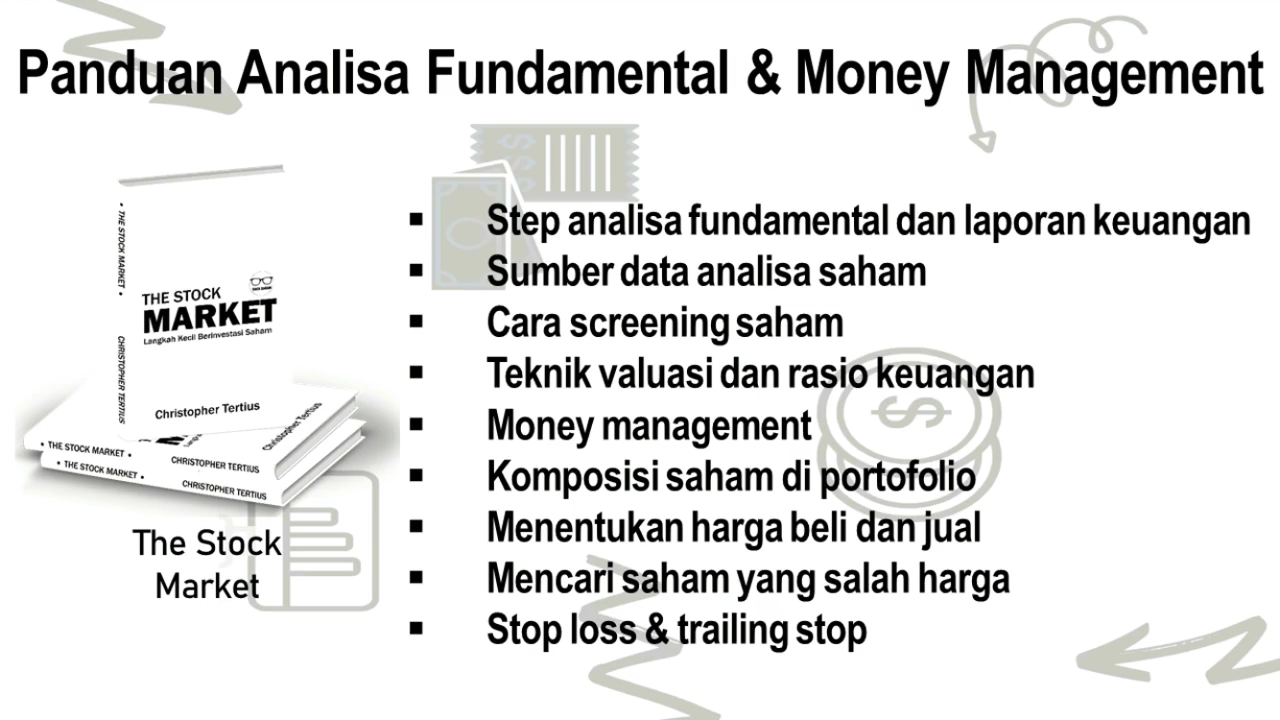 Panduan Analisa Fundamental & Money Management
• THE STOCK MARKET •
CHRISTOPHER TERTIUS
THE STOCK
MARKET
Langkah Kecil Berinvestasi Saham
Christopher Tertius
Christopher Tertius
• THE STOCK MARKET •
CHRISTOPHER TERTIUS
• THE STOCK MARKET •
CHRISTOPHER TERTIUS
The Stock
Market
▪ Step analisa fundamental dan laporan keuangan
▪ Sumber data analisa saham
▪ Cara screening saham
▪ Teknik valuasi dan rasio keuangan
▪ Money management
▪ Komposisi saham di portofolio
▪ Menentukan harga beli dan jual
▪ Mencari saham yang salah harga
▪ Stop loss & trailing stop